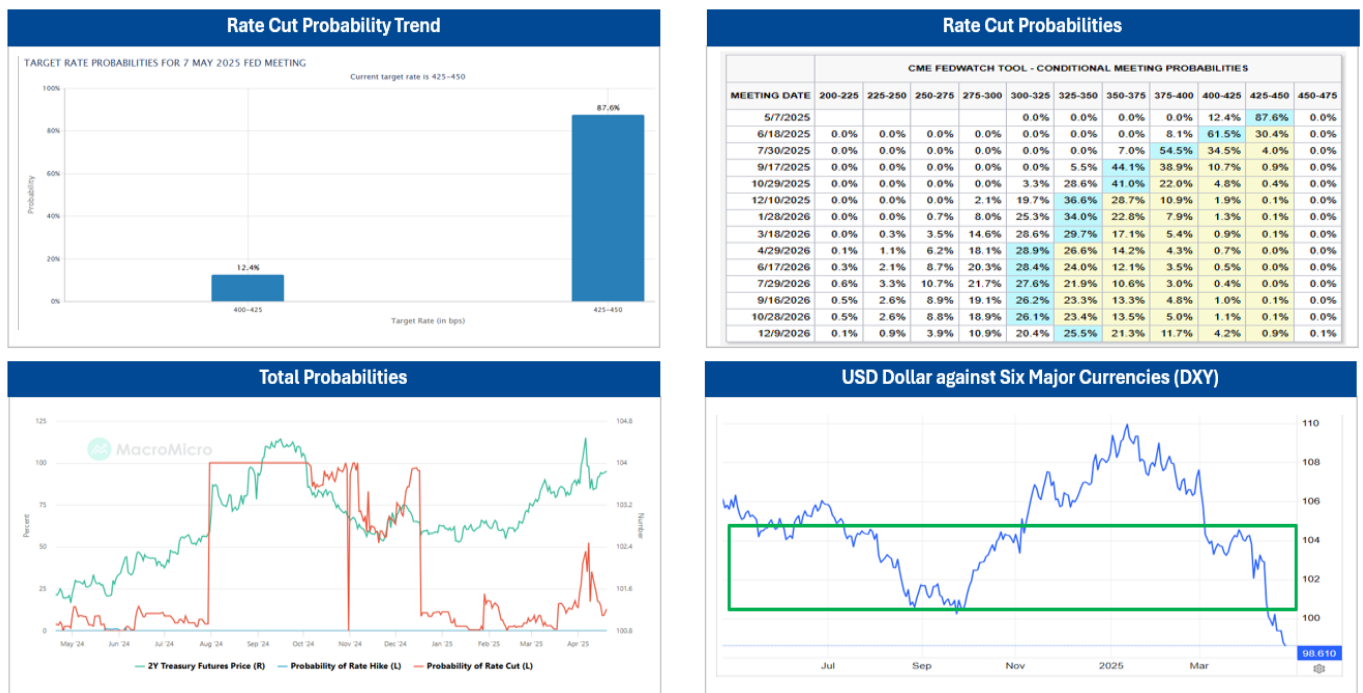 Rate Cut Probability Trend
TARGET RATE PROBABILITIES FOR 7 MAY 2025 FED MEETING
Current target rate is 425-450
100%
80%
60%
40%
20%
0%
Probability
12.4%
87.6%
400-425
425-450
Target Rate (in bps)
Rate Cut Probabilities
CME FEDWATCH TOOL - CONDITIONAL MEETING PROBABILITIES
MEETING DATE 200-225 225-250 250-275 275-300 300-325 325-350 350-375 375-400 400-425 425-450 450-475
5/7/2025 0.0% 0.0% 0.0% 0.0% 12.4% 87.6% 0.0%
6/18/2025 0.0% 0.0% 0.0% 0.0% 0.0% 0.0% 0.0% 8.1% 61.5% 30.4% 0.0%
7/30/2025 0.0% 0.0% 0.0% 0.0% 0.0% 0.0% 7.0% 54.5% 34.5% 4.0% 0.0%
9/17/2025 0.0% 0.0% 0.0% 0.0% 0.0% 5.5% 44.1% 38.9% 10.7% 0.9% 0.0%
10/29/2025 0.0% 0.0% 0.0% 0.0% 3.3% 28.6% 41.0% 22.0% 4.8% 0.4% 0.0%
12/10/2025 0.0% 0.0% 0.0% 2.1% 19.7% 36.6% 28.7% 10.9% 1.9% 0.1% 0.0%
1/28/2026 0.0% 0.0% 0.7% 8.0% 25.3% 34.0% 22.8% 7.9% 1.3% 0.1% 0.0%
3/18/2026 0.0% 0.3% 3.5% 14.6% 28.6% 29.7% 17.1% 5.4% 0.9% 0.1% 0.0%
4/29/2026 0.1% 1.1% 6.2% 18.1% 28.9% 26.6% 14.2% 4.3% 0.7% 0.0% 0.0%
6/17/2026 0.3% 2.1% 8.7% 20.3% 28.4% 24.0% 12.1% 3.5% 0.5% 0.0% 0.0%
7/29/2026 0.6% 3.3% 10.7% 21.7% 27.6% 21.9% 10.6% 3.0% 0.4% 0.0% 0.0%
9/16/2026 0.5% 2.6% 8.9% 19.1% 26.2% 23.3% 13.3% 4.8% 1.0% 0.1% 0.0%
10/28/2026 0.5% 2.6% 8.8% 18.9% 26.1% 23.4% 13.5% 5.0% 1.1% 0.1% 0.0%
12/9/2026 0.1% 0.9% 3.9% 10.9% 20.4% 25.5% 21.3% 11.7% 4.2% 0.9% 0.1%
Total Probabilities
MacroMicro
125
100
75
50
25
0
Percent
104.8
104
103.2
102.4
101.6
100.8
Number
May '24 Jun '24 Jul '24 Aug '24 Sep '24 Oct '24 Nov '24 Dec '24 Jan '25 Feb '25 Mar '25 Apr '25
2Y Treasury Futures Price (R) Probability of Rate Hike (L) Probability of Rate Cut (L)
USD Dollar against Six Major Currencies (DXY)
110
108
106
104
102
100
98.610
Jul Sep Nov 2025 Mar